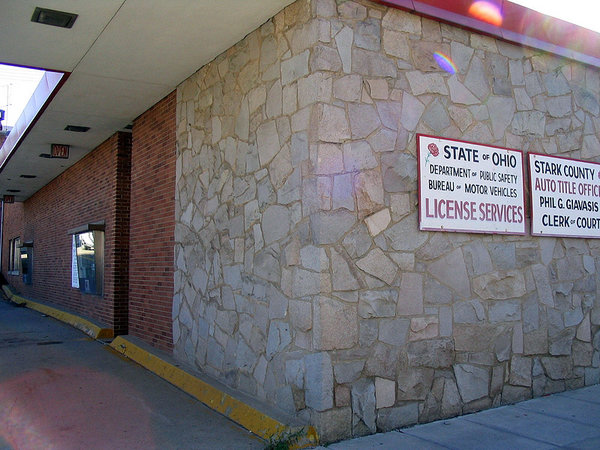 STATE OF OHIO
DEPARTMENT OF PUBLIC SAFETY
BUREAU OF MOTOR VEHICLES
LICENSE SERVICES
STARK COUNTY
AUTO TITLE OFFIC
PHIL G. GIAVASIS
CLERK OF COURT